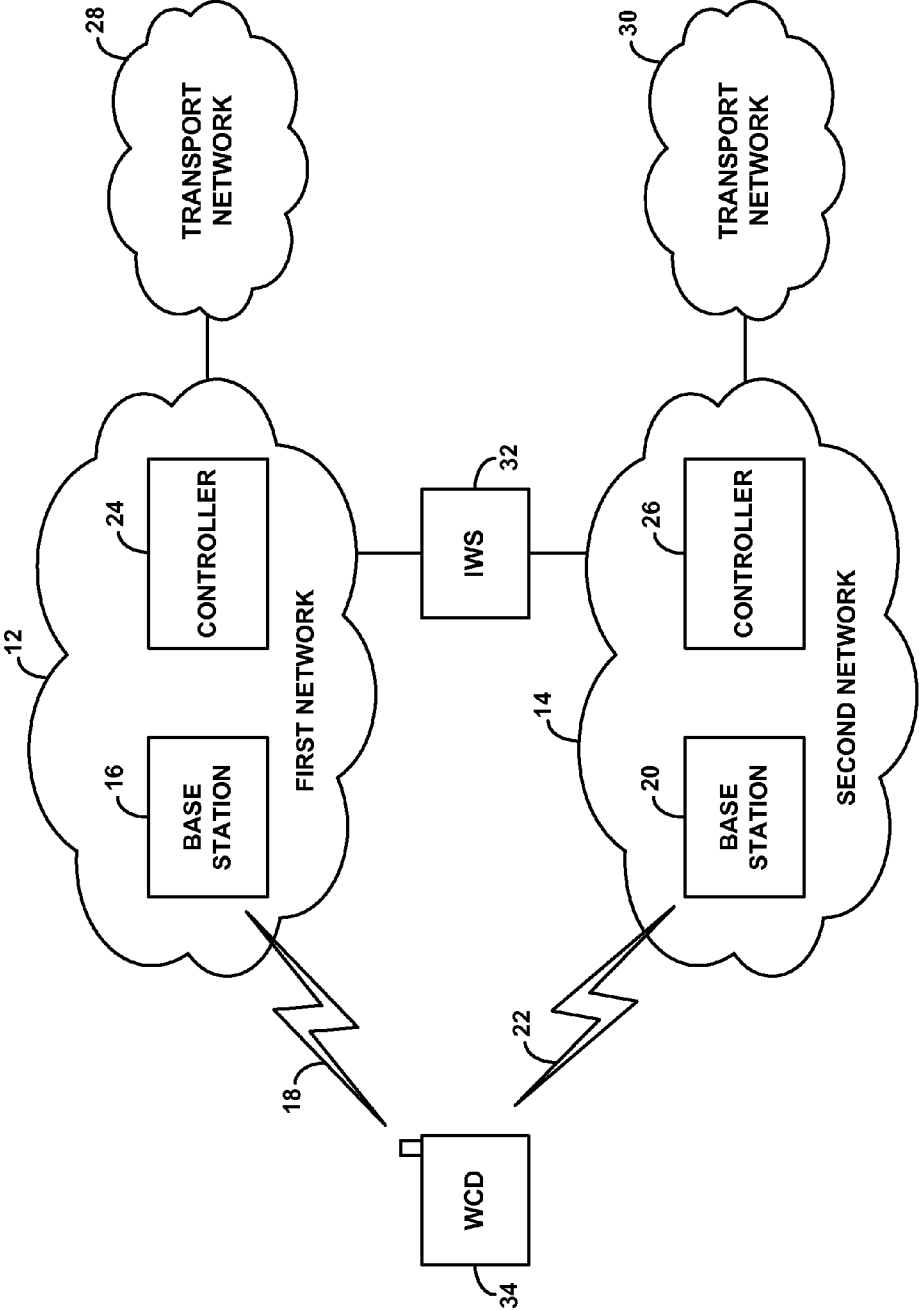 12
16
24
28
BASE
STATION
CONTROLLER
TRANSPORT
NETWORK
FIRST NETWORK
18
32
IWS
WCD
34
22
14
20
26
30
BASE
STATION
CONTROLLER
TRANSPORT
NETWORK
SECOND NETWORK